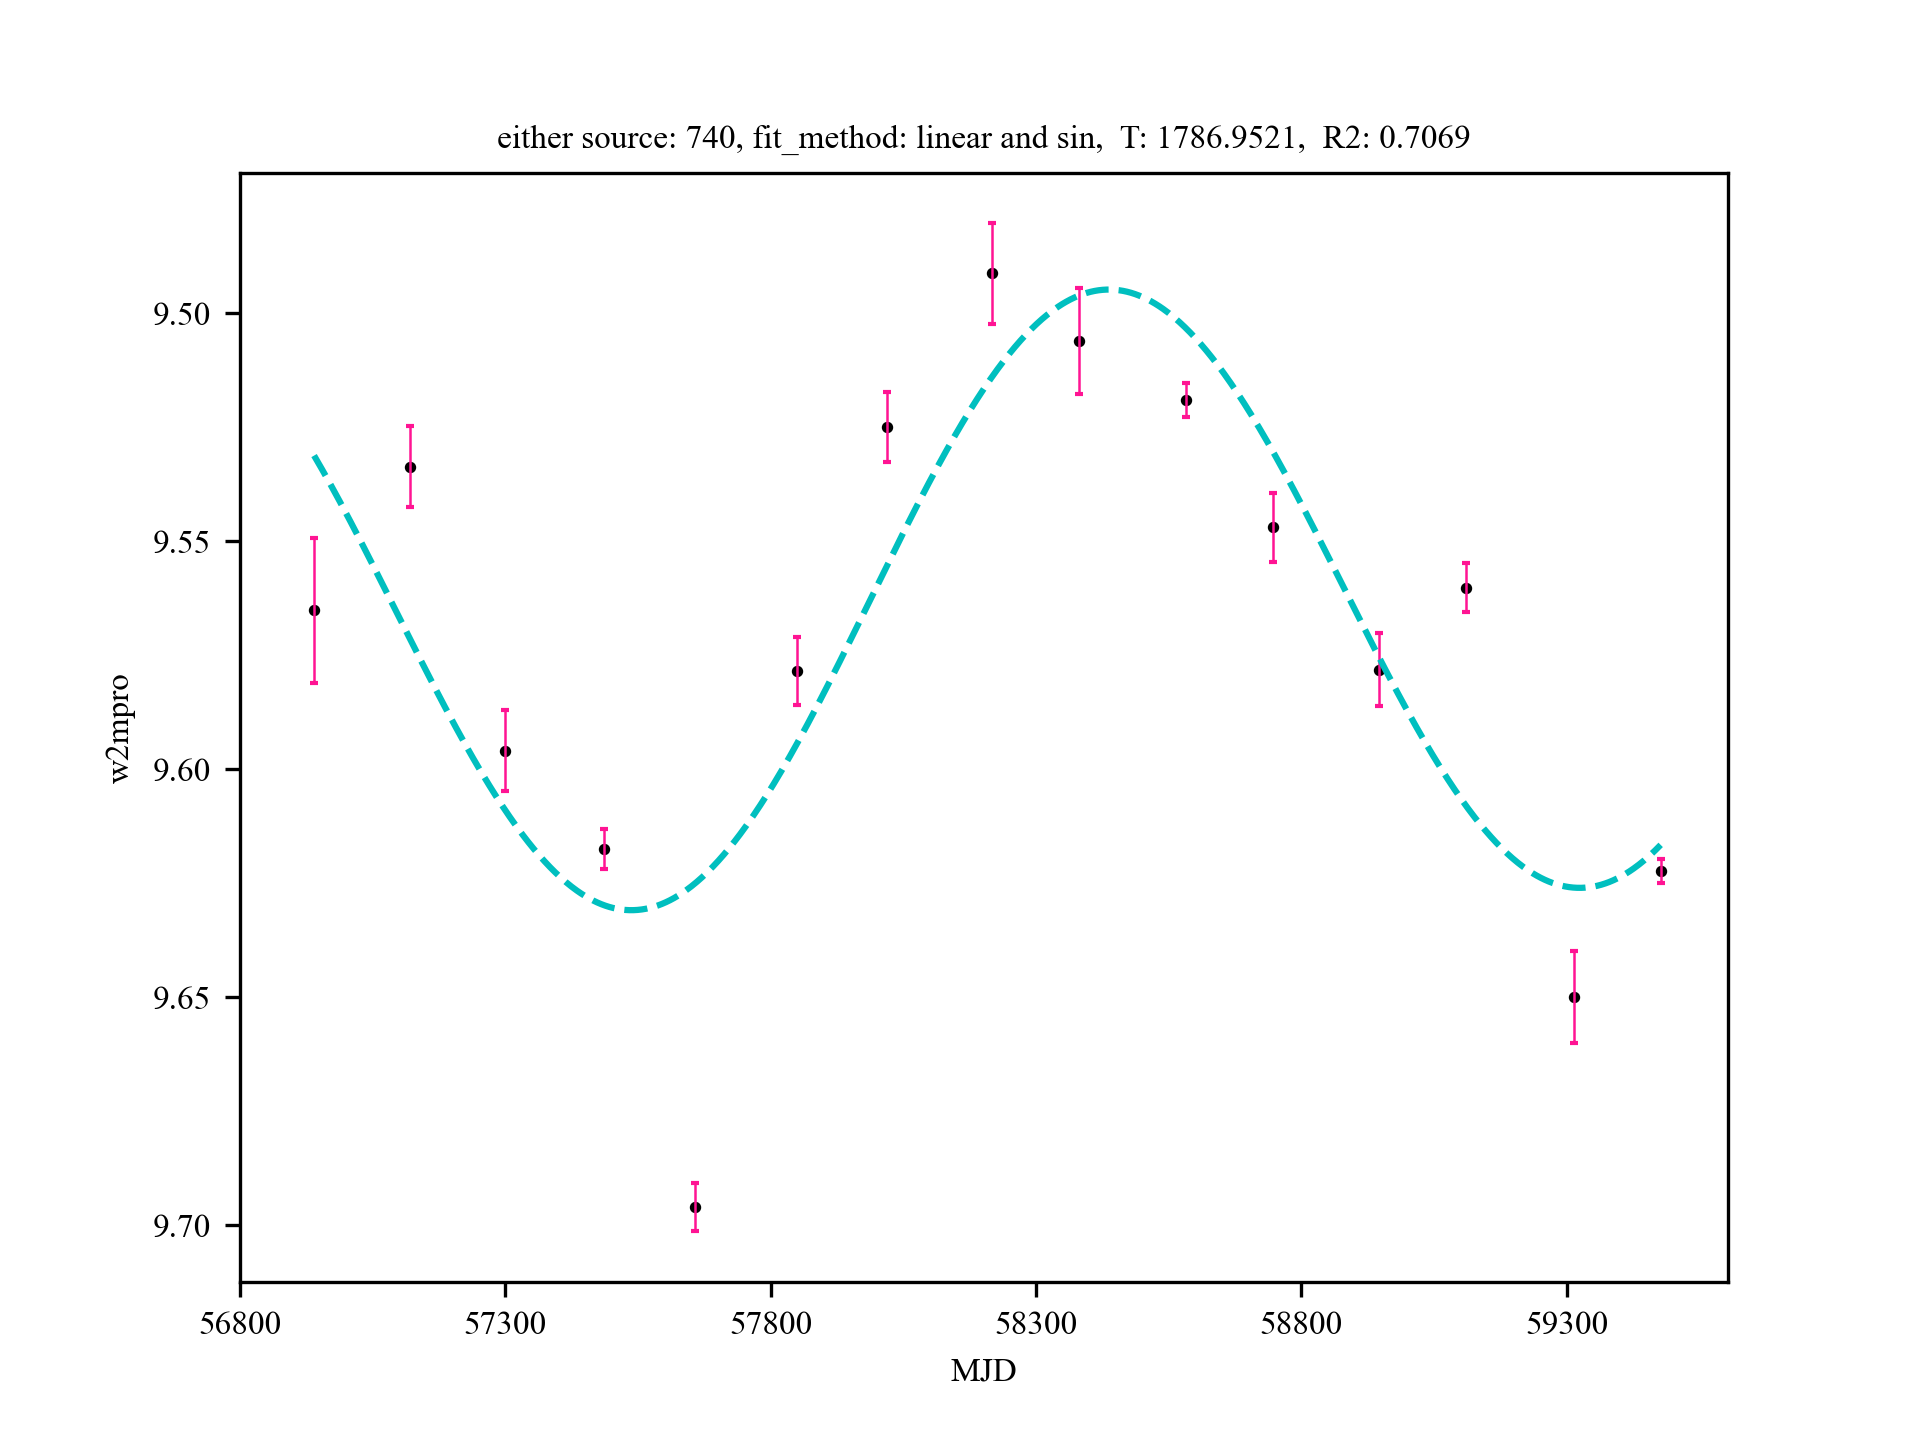 either source: 740, fit_method: linear and sin,  T: 1786.9521,  R2: 0.7069
9.50
9.55
9.60
9.65
9.70
w2mpro
56800 57300 57800 58300 58800 59300
MJD